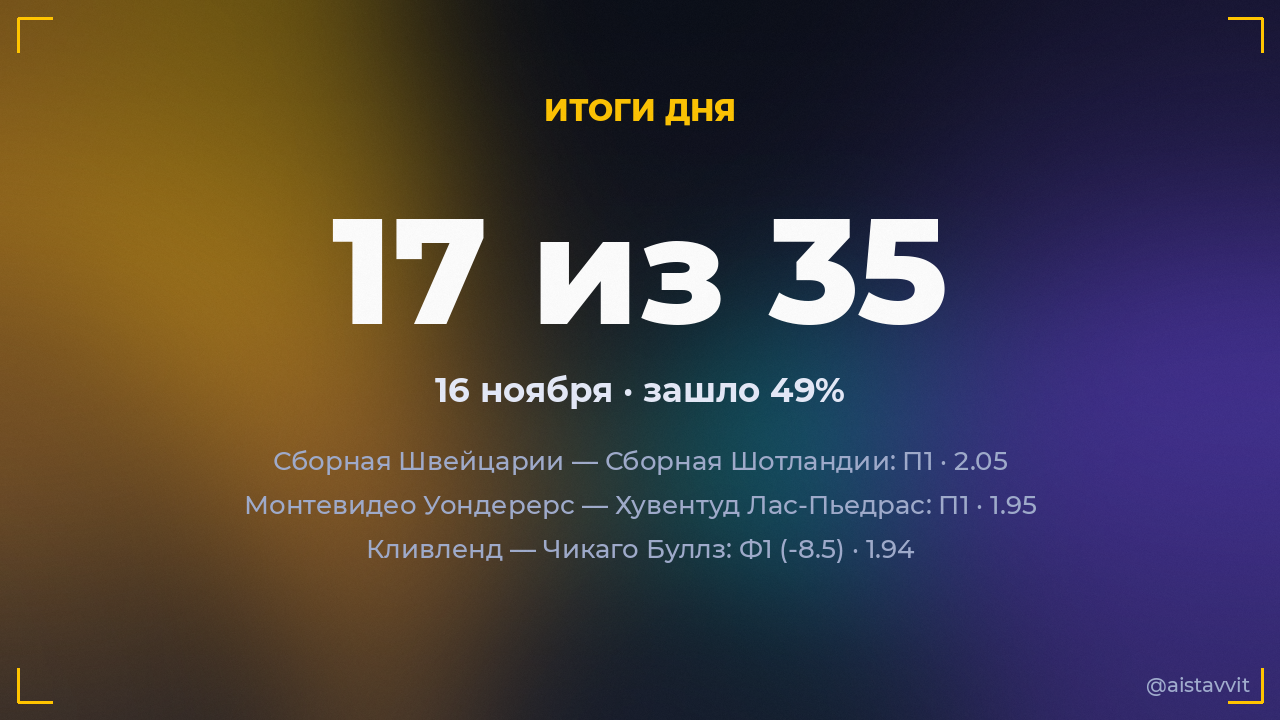 ИТОГИ ДНЯ
17 из 35
16 ноября · зашло 49%
Сборная Швейцарии — Сборная Шотландии: П1 · 2.05
Монтевидео Уондерерс — Хувентуд Лас-Пьедрас: П1 · 1.95
Кливленд — Чикаго Буллз: Ф1 (-8.5) · 1.94
@aistavvit